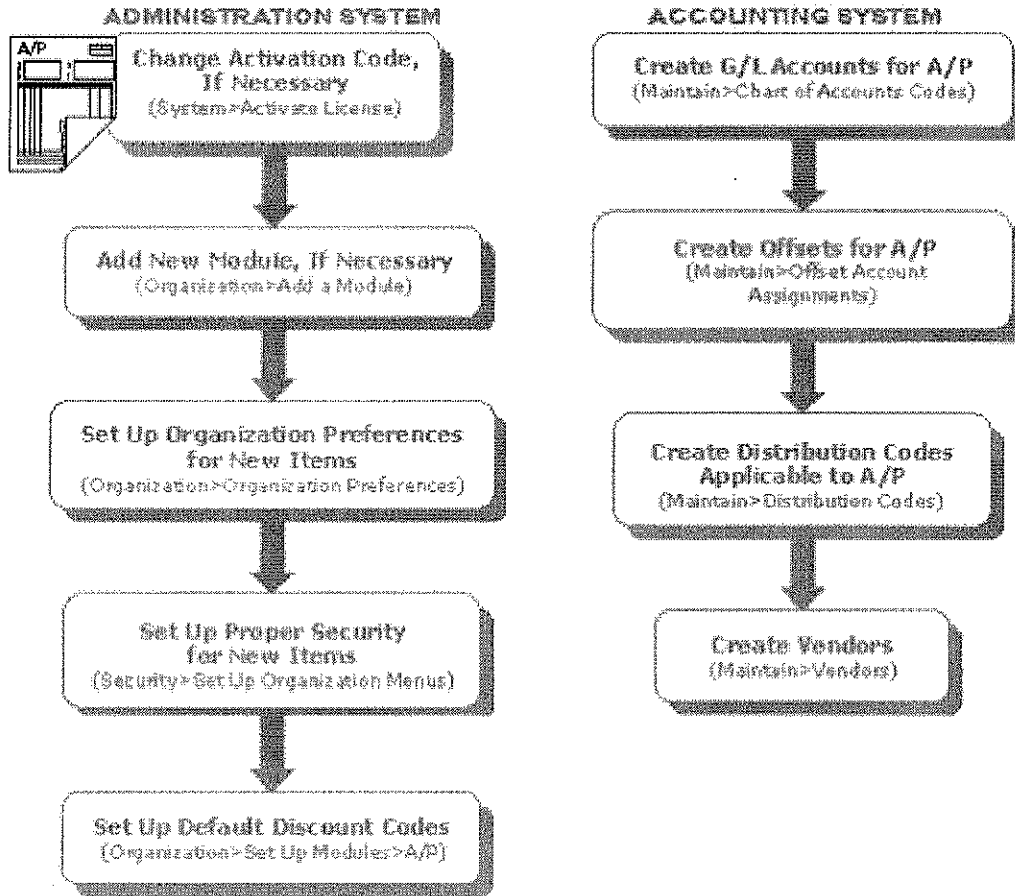 ADMINISTRATION SYSTEM
A/P
Change Activation Code,
If Necessary
(System>Activate License)
Add New Module, If Necessary
(Organization>Add a Module)
Set Up Organization Preferences
for New Items
(Organization>Organization Preferences)
Set Up Proper Security
for New Items
(Security>Set Up Organization Menus)
Set Up Default Discount Codes
(Organization>Set Up Modules>A/P)
ACCOUNTING SYSTEM
Create G/L Accounts for A/P
(Maintain>Chart of Accounts Codes)
Create Offsets for A/P
(Maintain>Offset Account
Assignments)
Create Distribution Codes
Applicable to A/P
(Maintain>Distribution Codes)
Create Vendors
(Maintain>Vendors)